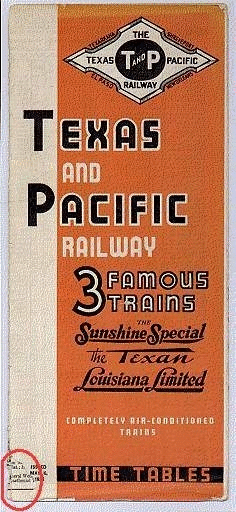 TEXARKANA
SHREVEPORT
THE
TEXAS T AND P PACIFIC
RAILWAY
EL PASO
NEW ORLEANS
TEXAS
AND
PACIFIC
RAILWAY
3 FAMOUS
TRAINS
THE
Sunshine Special
the Texan
Louisiana Limited
COMPLETELY AIR-CONDITIONED
TRAINS
TIME TABLES
ISSUED